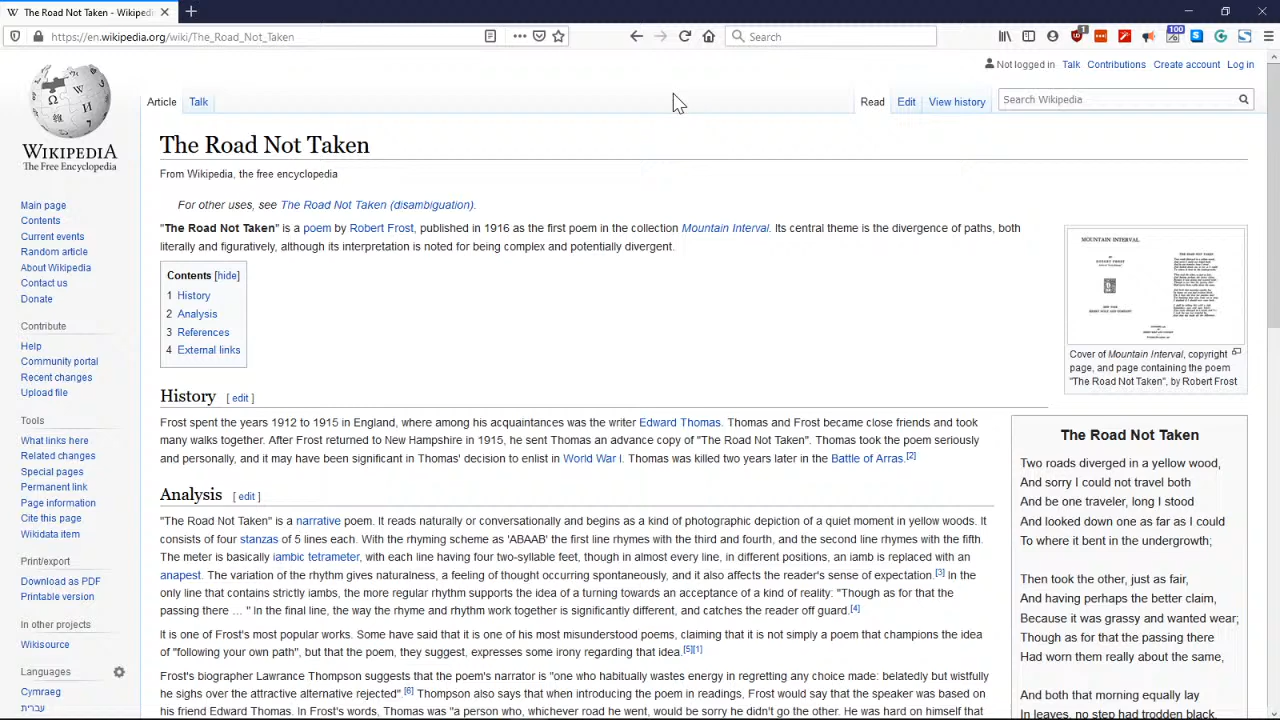 The Road Not Taken - Wikipedi
https://en.wikipedia.org/wiki/The_Road_Not_Taken
Search
1
100
Not logged in Talk Contributions Create account Log in
Article Talk
Read Edit View history
Search Wikipedia
WIKIPEDIA
The Free Encyclopedia
Main page
Contents
Current events
Random article
About Wikipedia
Contact us
Donate
Contribute
Help
Community portal
Recent changes
Upload file
Tools
What links here
Related changes
Special pages
Permanent link
Page information
Cite this page
Wikidata item
Print/export
Download as PDF
Printable version
In other projects
Wikisource
Languages
Cymraeg
עברית
The Road Not Taken
From Wikipedia, the free encyclopedia
For other uses, see The Road Not Taken (disambiguation).
"The Road Not Taken" is a poem by Robert Frost, published in 1916 as the first poem in the collection Mountain Interval. Its central theme is the divergence of paths, both
literally and figuratively, although its interpretation is noted for being complex and potentially divergent.
Contents [hide]
1 History
2 Analysis
3 References
4 External links
MOUNTAIN INTERVAL
Cover of Mountain Interval, copyright
page, and page containing the poem
"The Road Not Taken", by Robert Frost
History [ edit ]
Frost spent the years 1912 to 1915 in England, where among his acquaintances was the writer Edward Thomas. Thomas and Frost became close friends and took
many walks together. After Frost returned to New Hampshire in 1915, he sent Thomas an advance copy of "The Road Not Taken". Thomas took the poem seriously
and personally, and it may have been significant in Thomas' decision to enlist in World War I. Thomas was killed two years later in the Battle of Arras.[2]
Analysis [ edit ]
"The Road Not Taken" is a narrative poem. It reads naturally or conversationally and begins as a kind of photographic depiction of a quiet moment in yellow woods. It
consists of four stanzas of 5 lines each. With the rhyming scheme as 'ABAAB' the first line rhymes with the third and fourth, and the second line rhymes with the fifth.
The meter is basically iambic tetrameter, with each line having four two-syllable feet, though in almost every line, in different positions, an iamb is replaced with an
anapest. The variation of the rhythm gives naturalness, a feeling of thought occurring spontaneously, and it also affects the reader's sense of expectation.[3] In the
only line that contains strictly iambs, the more regular rhythm supports the idea of a turning towards an acceptance of a kind of reality: "Though as for that the
passing there ... " In the final line, the way the rhyme and rhythm work together is significantly different, and catches the reader off guard.[4]
It is one of Frost's most popular works. Some have said that it is one of his most misunderstood poems, claiming that it is not simply a poem that champions the idea
of "following your own path", but that the poem, they suggest, expresses some irony regarding that idea.[5][1]
Frost's biographer Lawrance Thompson suggests that the poem's narrator is "one who habitually wastes energy in regretting any choice made: belatedly but wistfully
he sighs over the attractive alternative rejected".[6] Thompson also says that when introducing the poem in readings, Frost would say that the speaker was based on
his friend Edward Thomas. In Frost's words, Thomas was "a person who, whichever road he went, would be sorry he didn't go the other. He was hard on himself that
The Road Not Taken
Two roads diverged in a yellow wood,
And sorry I could not travel both
And be one traveler, long I stood
And looked down one as far as I could
To where it bent in the undergrowth;
Then took the other, just as fair,
And having perhaps the better claim,
Because it was grassy and wanted wear;
Though as for that the passing there
Had worn them really about the same,
And both that morning equally lay
In leaves, no step had trodden black